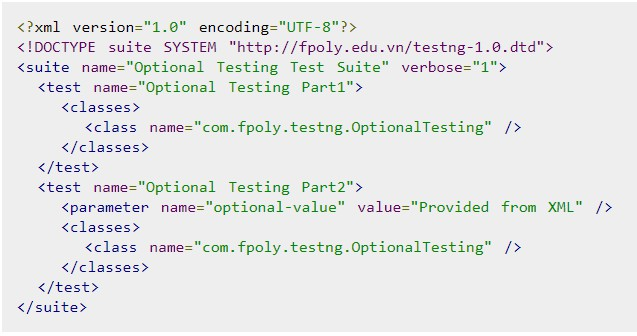 <?xml version="1.0" encoding="UTF-8"?>
<!DOCTYPE suite SYSTEM "http://fpoly.edu.vn/testng-1.0.dtd">
<suite name="Optional Testing Test Suite" verbose="1">
<test name="Optional Testing Part1">
<classes>
<class name="com.fpoly.testng.OptionalTesting" />
</classes>
</test>
<test name="Optional Testing Part2">
<parameter name="optional-value" value="Provided from XML" />
<classes>
<class name="com.fpoly.testng.OptionalTesting" />
</classes>
</test>
</suite>